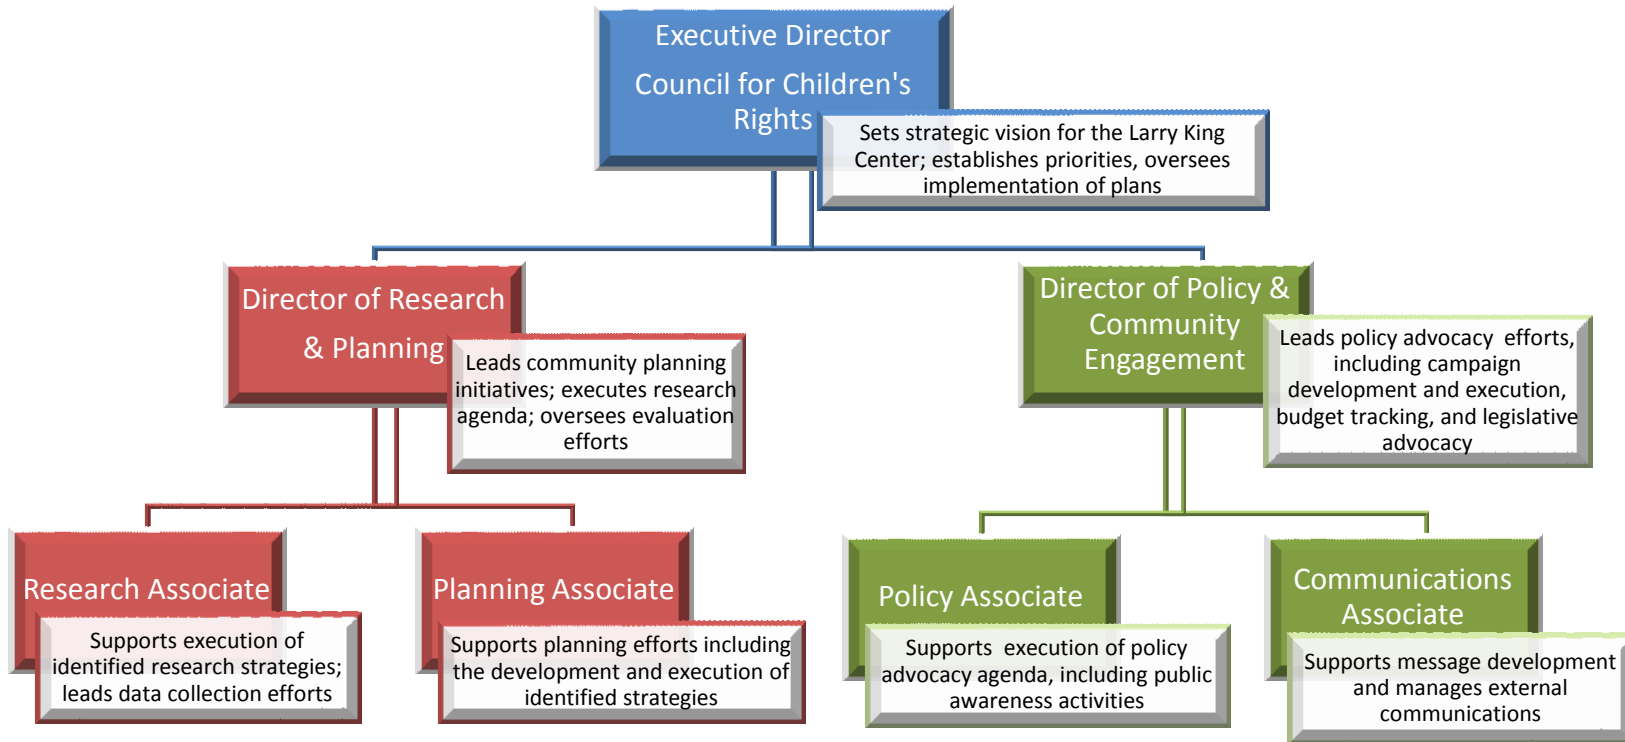 Executive Director
Council for Children's
Rights
Sets strategic vision for the Larry King
Center; establishes priorities, oversees
implementation of plans
Director of Research
& Planning
Leads community planning
initiatives; executes research
agenda; oversees evaluation
efforts
Director of Policy &
Community
Engagement
Leads policy advocacy efforts,
including campaign
development and execution,
budget tracking, and legislative
advocacy
Research Associate
Supports execution of
identified research strategies;
leads data collection efforts
Planning Associate
Supports planning efforts including
the development and execution of
identified strategies
Policy Associate
Supports execution of policy
advocacy agenda, including public
awareness activities
Communications
Associate
Supports message development
and manages external
communications